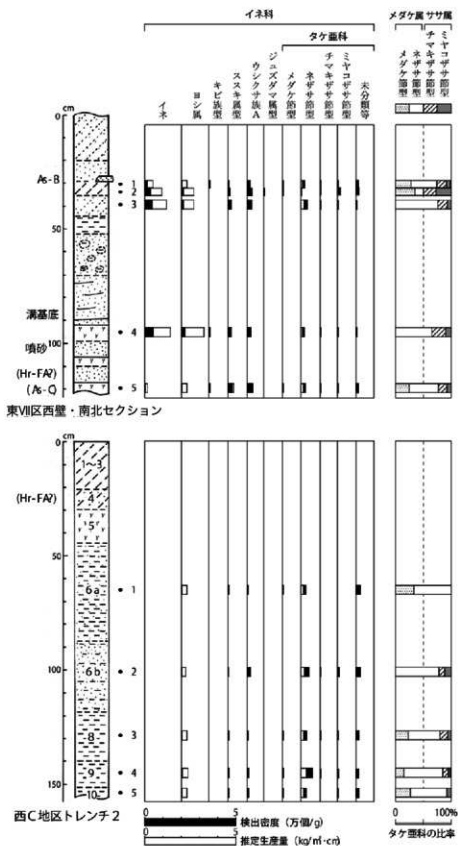 イネ科
メダケ属 ササ属
タケ亜科
イネ
ヨシ属
キビ族型
ススキ属型
ウシクサ族A
ジュズダマ属型
メダケ節型
ネザサ節型
チマキザサ節型
ミヤコザサ節型
未分類等
メダケ節型
ネザサ節型
チマキザサ節型
ミヤコザサ節型
cm
0
As-B
1
2
3
50
溝基底
4
噴砂
100
(Hr-FA?)
(As-C)
5
東Ⅶ区西壁・南北セクション
cm
0
1~3
(Hr-FA?)
4
5
50
6a
1
100
6b
2
8
3
9
4
150
10
5
西C地区トレンチ2
0 5 検出密度（万個/g）
0 5 推定生産量（kg/㎡・cm）
0 50 100%
タケ亜科の比率